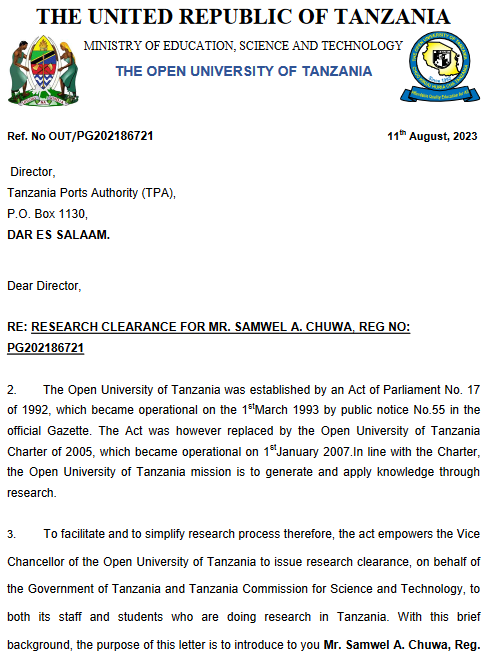 THE UNITED REPUBLIC OF TANZANIA
MINISTRY OF EDUCATION, SCIENCE AND TECHNOLOGY
THE OPEN UNIVERSITY OF TANZANIA
Ref. No OUT/PG202186721 11th August, 2023
Director,
Tanzania Ports Authority (TPA),
P.O. Box 1130,
DAR ES SALAAM.
Dear Director,
RE: RESEARCH CLEARANCE FOR MR. SAMWEL A. CHUWA, REG NO:
PG202186721
2. The Open University of Tanzania was established by an Act of Parliament No. 17
of 1992, which became operational on the 1stMarch 1993 by public notice No.55 in the
official Gazette. The Act was however replaced by the Open University of Tanzania
Charter of 2005, which became operational on 1stJanuary 2007.In line with the Charter,
the Open University of Tanzania mission is to generate and apply knowledge through
research.
3. To facilitate and to simplify research process therefore, the act empowers the Vice
Chancellor of the Open University of Tanzania to issue research clearance, on behalf of
the Government of Tanzania and Tanzania Commission for Science and Technology, to
both its staff and students who are doing research in Tanzania. With this brief
background, the purpose of this letter is to introduce to you Mr. Samwel A. Chuwa, Reg.